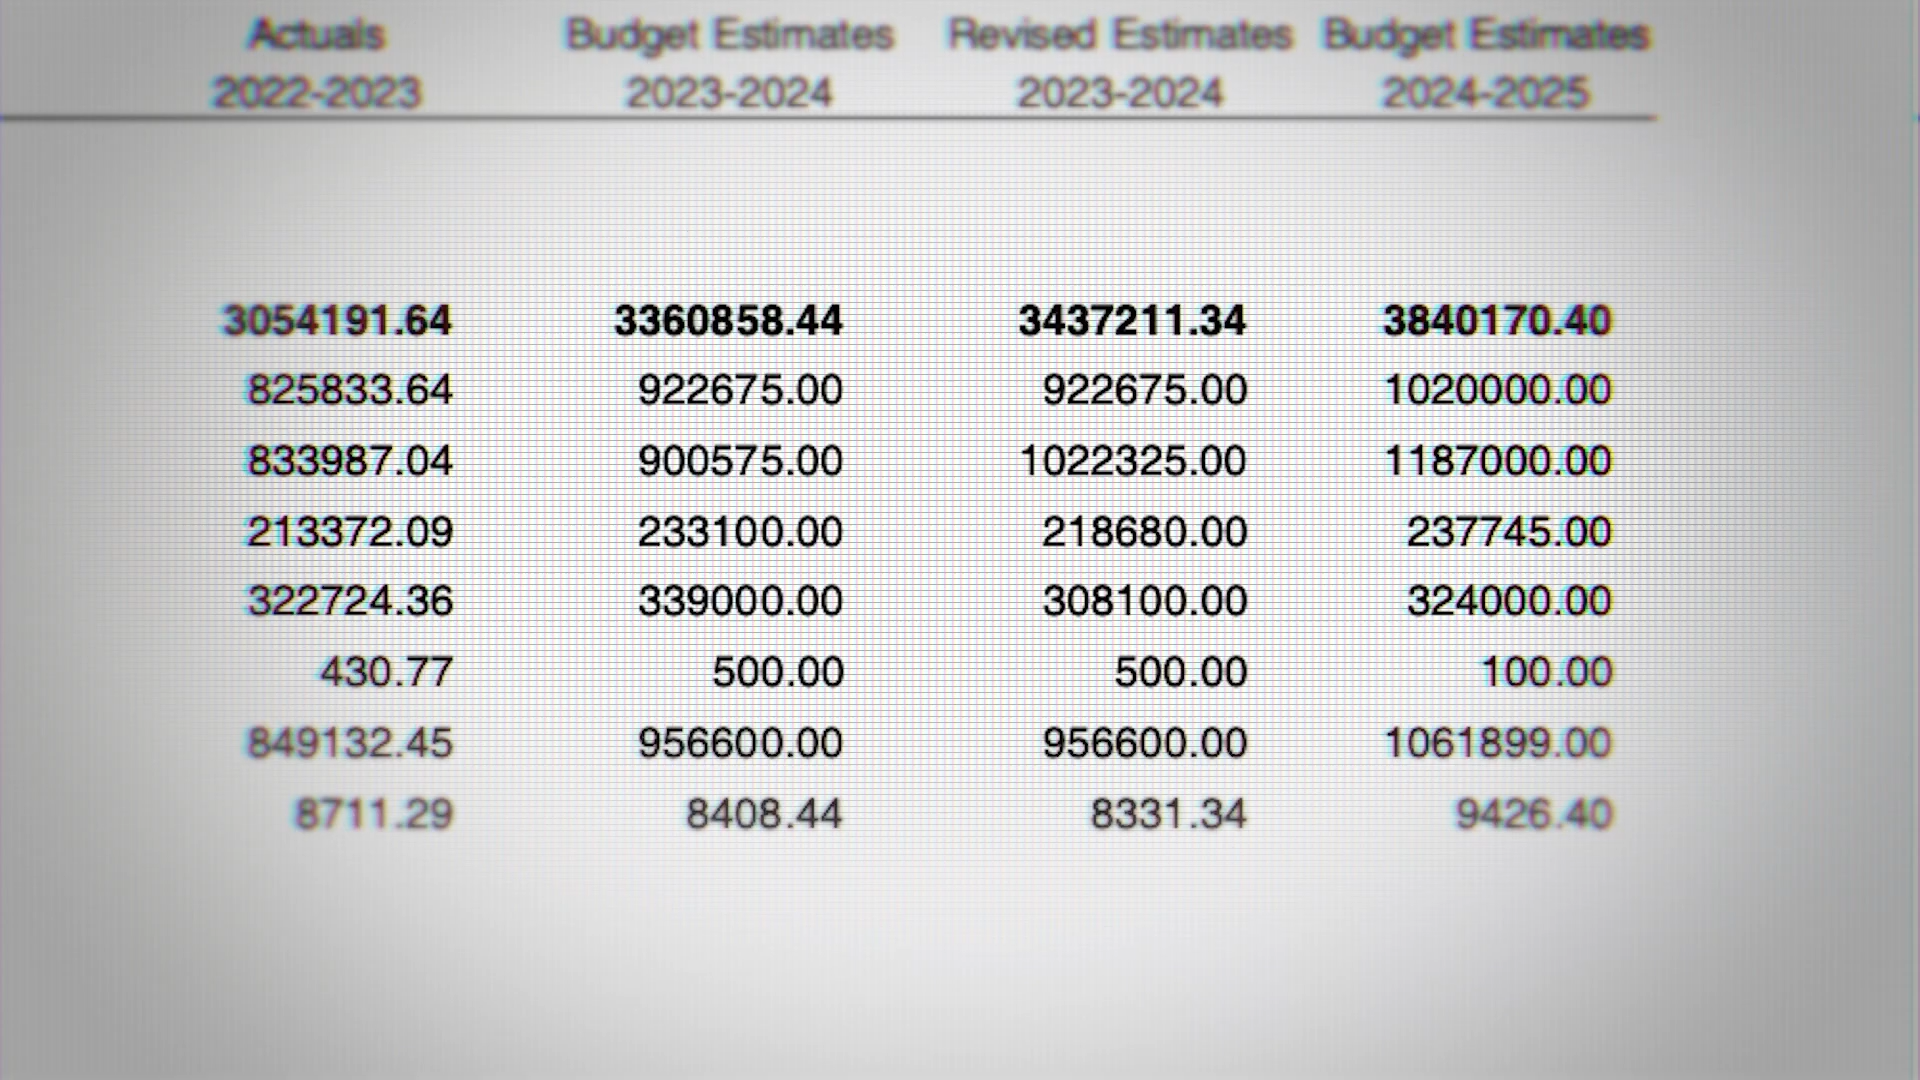 Actuals Budget Estimates Revised Estimates Budget Estimates
2022-2023 2023-2024 2023-2024 2024-2025
3054191.64 3360858.44 3437211.34 3840170.40
825833.64 922675.00 922675.00 1020000.00
833987.04 900575.00 1022325.00 1187000.00
213372.09 233100.00 218680.00 237745.00
322724.36 339000.00 308100.00 324000.00
430.77 500.00 500.00 100.00
849132.45 956600.00 956600.00 1061899.00
8711.29 8408.44 8331.34 9426.40